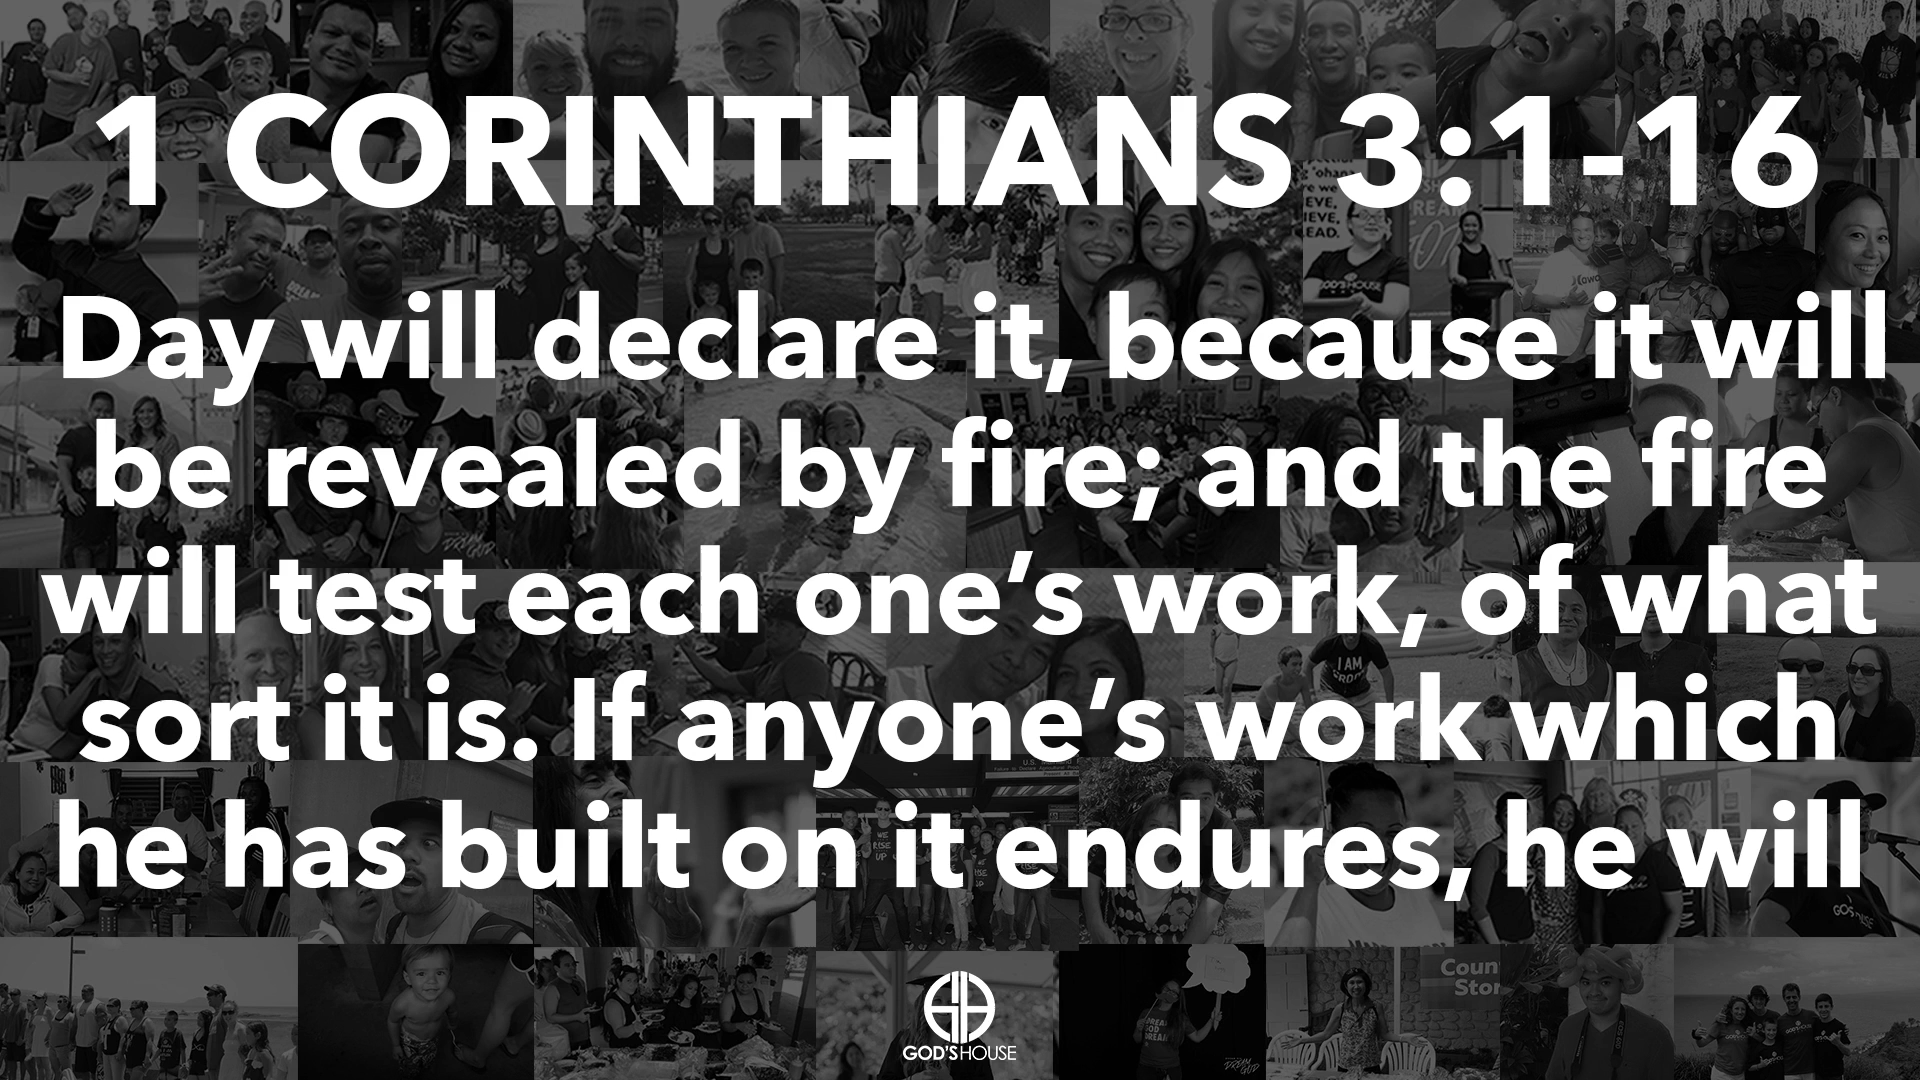 1 CORINTHIANS 3:1-16
Day will declare it, because it will
be revealed by fire; and the fire
will test each one’s work, of what
sort it is. If anyone’s work which
he has built on it endures, he will
GOD'S HOUSE